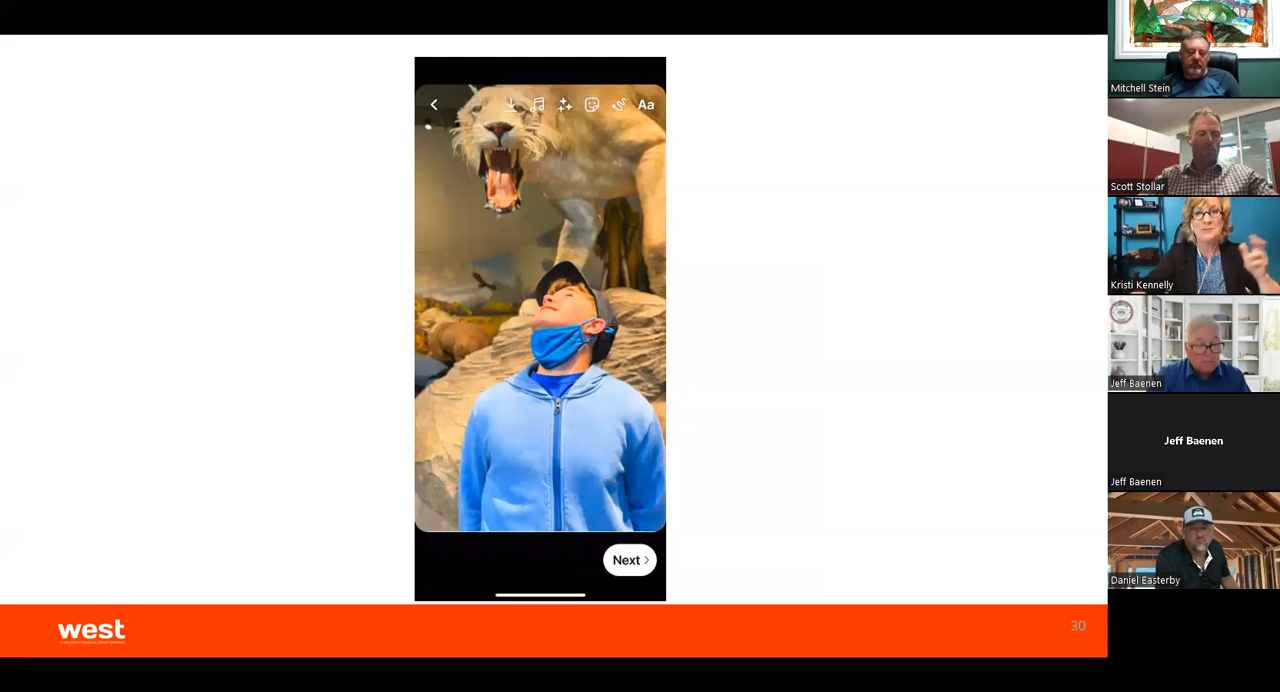 Aa
Next
west
30
Mitchell Stein
Scott Stollar
Kristi Kennelly
Jeff Baenen
Jeff Baenen
Jeff Baenen
Daniel Easterby